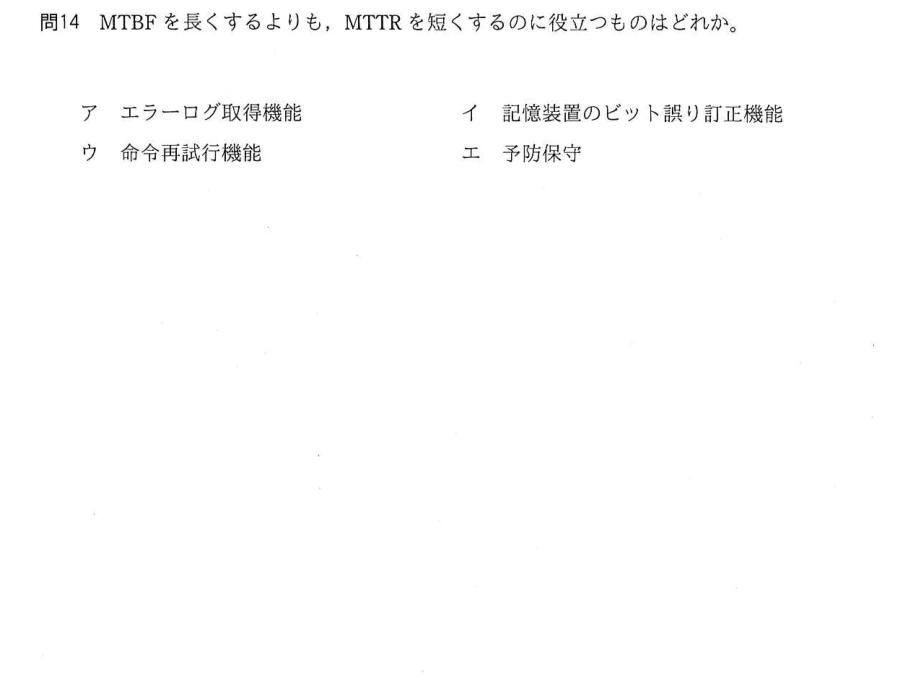 問14 MTBF を長くするよりも，MTTR を短くするのに役立つものはどれか。
ア エラーログ取得機能 イ 記憶装置のビット誤り訂正機能
ウ 命令再試行機能 エ 予防保守